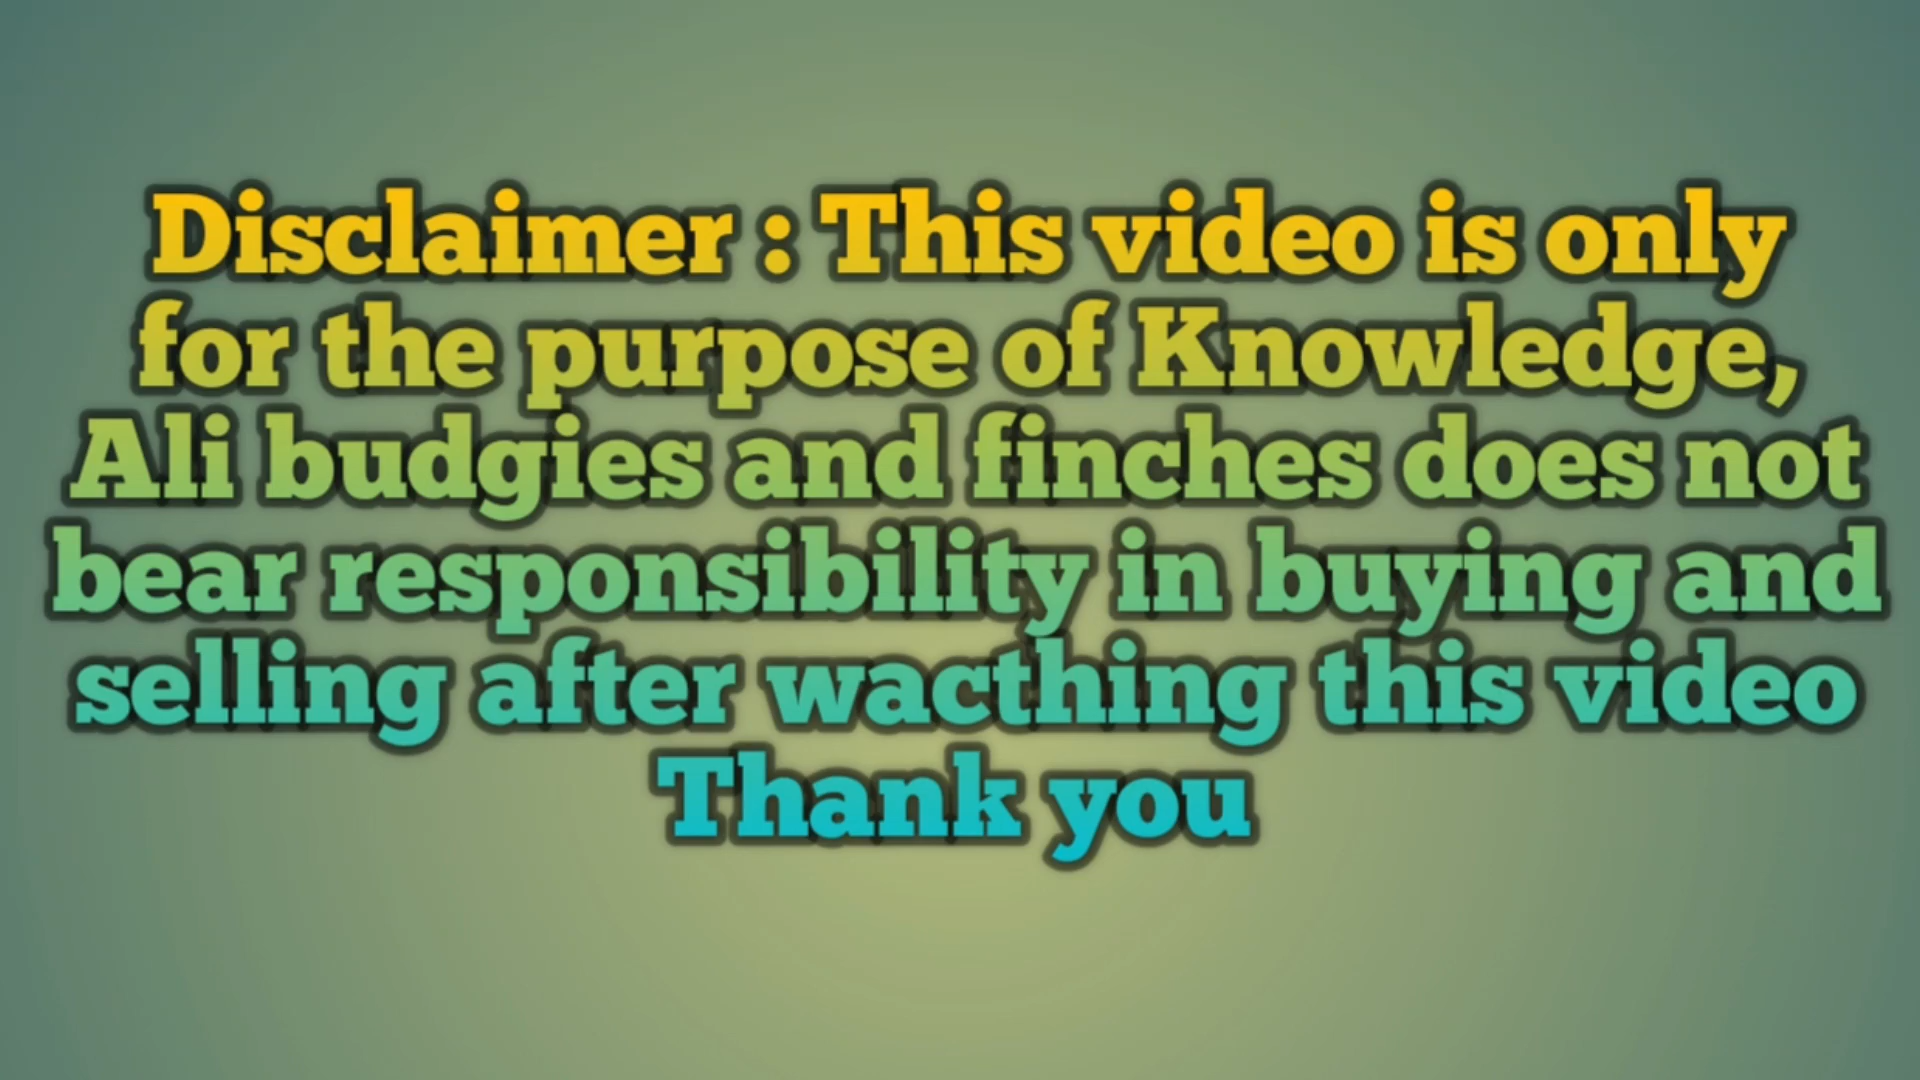 Disclaimer : This video is only
for the purpose of Knowledge,
Ali budgies and finches does not
bear responsibility in buying and
selling after wacthing this video
Thank you